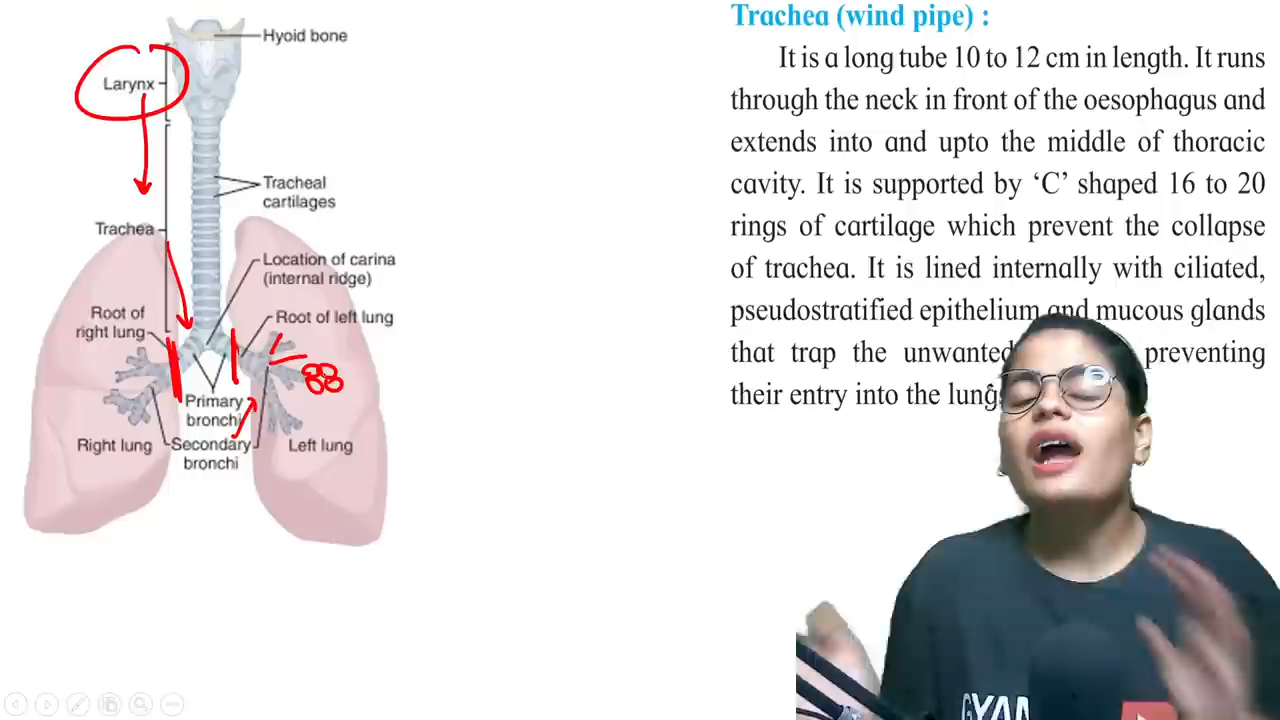 Hyoid bone
Larynx
Tracheal
cartilages
Trachea
Location of carina
(internal ridge)
Root of
right lung
Root of left lung
Primary
bronchi
Right lung
Secondary
bronchi
Left lung
Trachea (wind pipe) :
It is a long tube 10 to 12 cm in length. It runs
through the neck in front of the oesophagus and
extends into and upto the middle of thoracic
cavity. It is supported by ‘C’ shaped 16 to 20
rings of cartilage which prevent the collapse
of trachea. It is lined internally with ciliated,
pseudostratified epithelium and mucous glands
that trap the unwanted preventing
their entry into the lungs
GYAN